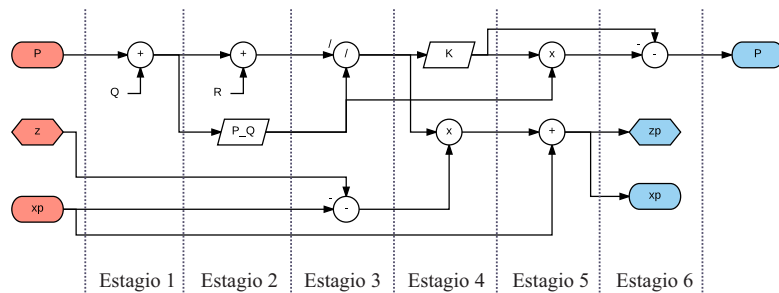 P + + / / K x - - P
Q R
z P_Q x + zp
xp - - xp
Estagio 1 Estagio 2 Estagio 3 Estagio 4 Estagio 5 Estagio 6